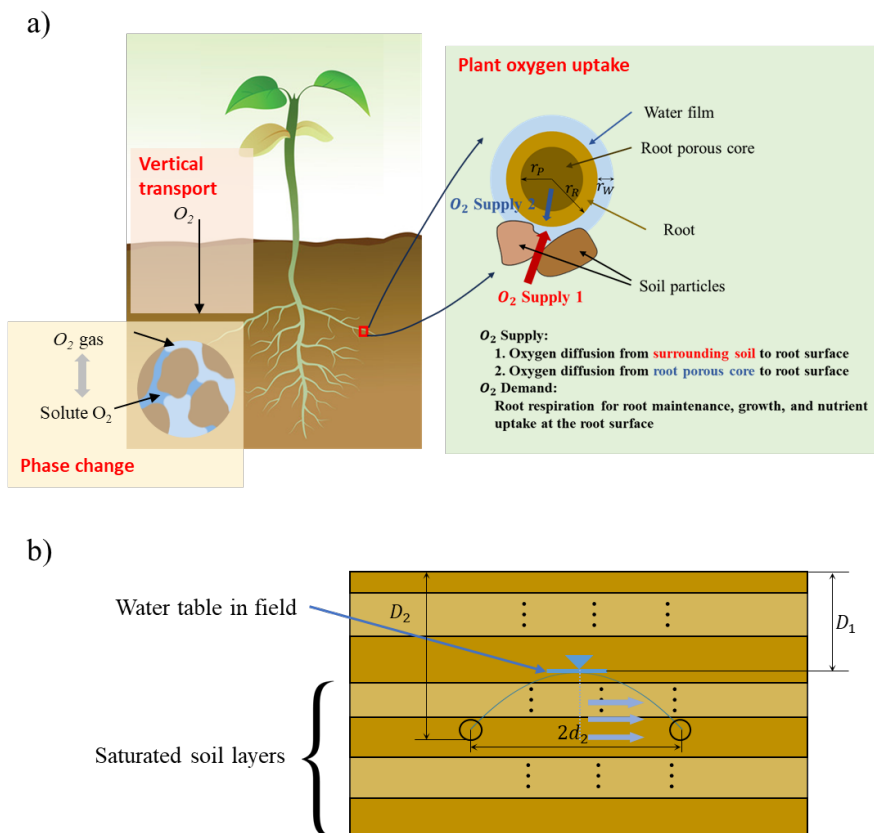 a)
Plant oxygen uptake
Water film
Root porous core
Vertical
transport
O₂
r_P
r_R
r_W
O₂ Supply 2
Root
Soil particles
O₂ Supply 1
O₂ gas
Solute O₂
Phase change
O₂ Supply:
1. Oxygen diffusion from surrounding soil to root surface
2. Oxygen diffusion from root porous core to root surface
O₂ Demand:
Root respiration for root maintenance, growth, and nutrient
uptake at the root surface
b)
Water table in field
D₂
D₁
2d₂
Saturated soil layers